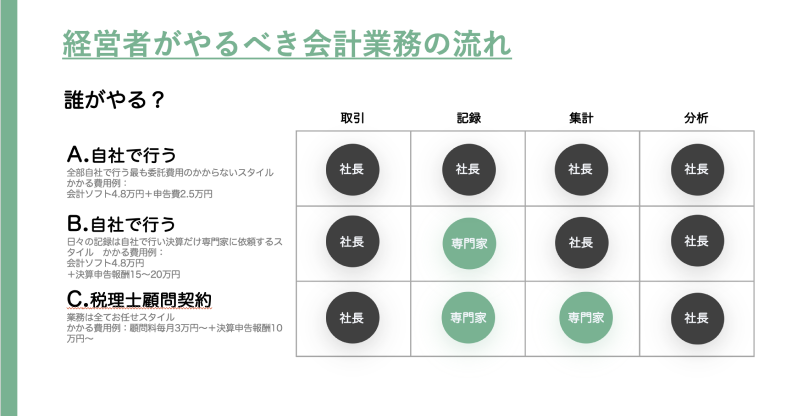 経営者がやるべき会計業務の流れ
誰がやる？
取引 記録 集計 分析
A.自社で行う
全部自社で行う最も委託費用のかからないスタイル
かかる費用例：
会計ソフト4.8万円＋申告費2.5万円
社長 社長 社長 社長
B.自社で行う
日々の記録は自社で行い決算だけ専門家に依頼するス
タイル　かかる費用例：
会計ソフト4.8万円
＋決算申告報酬15〜20万円
社長 専門家 社長 社長
C.税理士顧問契約
業務は全てお任せスタイル
かかる費用例：顧問料毎月3万円〜＋決算申告報酬10
万円〜
社長 専門家 専門家 社長